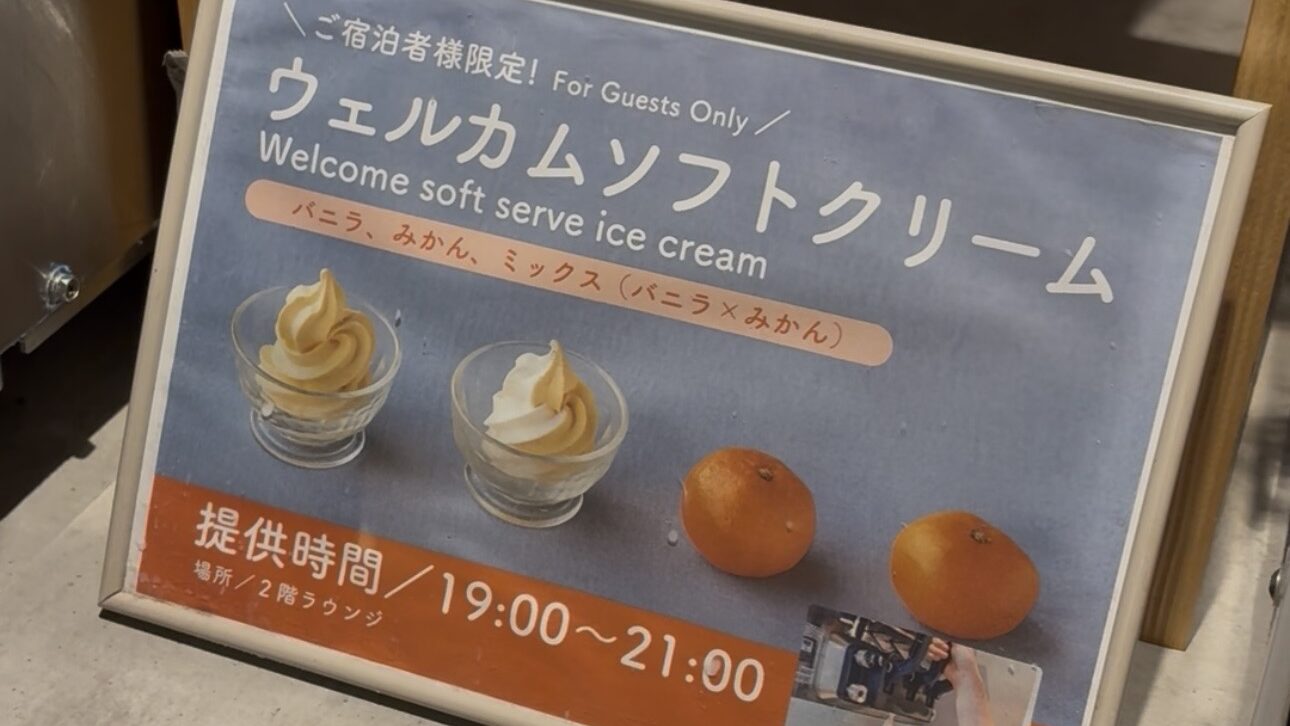 ＼ご宿泊者様限定! For Guests Only／
ウェルカムソフトクリーム
Welcome soft serve ice cream
バニラ、みかん、ミックス（バニラ×みかん）
提供時間／19:00～21:00
場所／2階ラウンジ